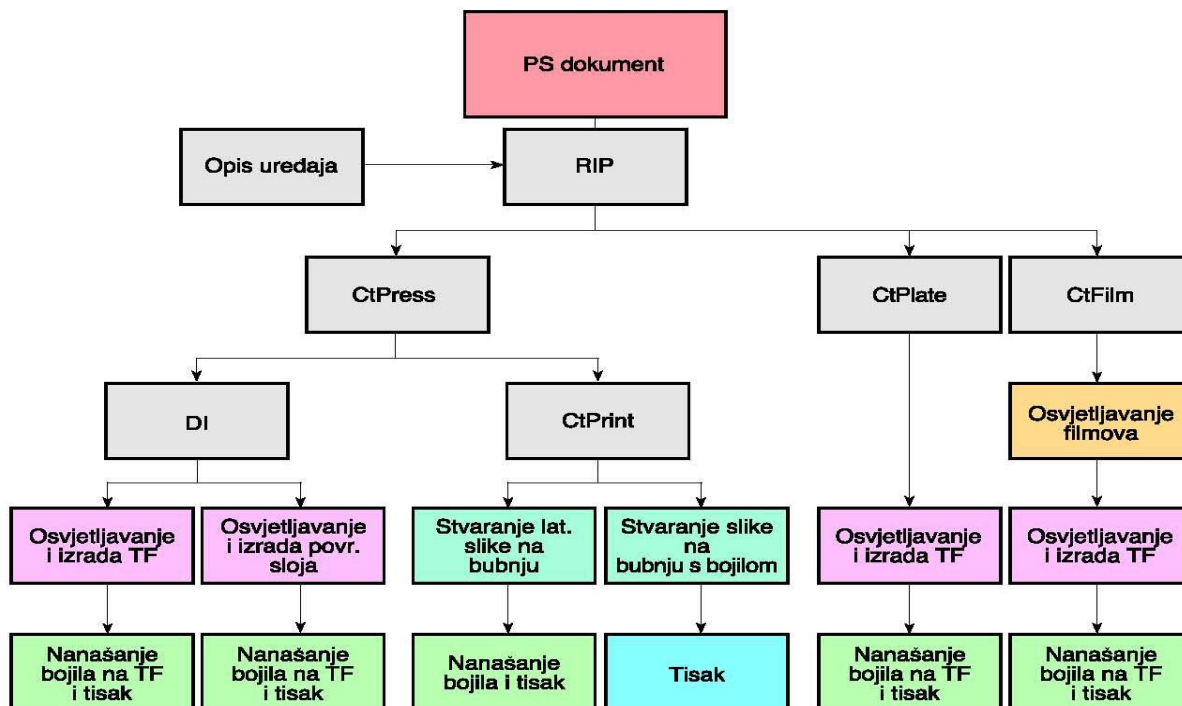 PS dokument
Opis uređaja
RIP
CtPress
CtPlate
CtFilm
DI
CtPrint
Osvjetljavanje
filmova
Osvjetljavanje
i izrada TF
Osvjetljavanje
i izrada povr.
sloja
Stvaranje lat.
slike na
bubnju
Stvaranje slike
na
bubnju s bojilom
Osvjetljavanje
i izrada TF
Osvjetljavanje
i izrada TF
Nanašanje
bojila na TF
i tisak
Nanašanje
bojila na TF
i tisak
Nanašanje
bojila i tisak
Tisak
Nanašanje
bojila na TF
i tisak
Nanašanje
bojila na TF
i tisak